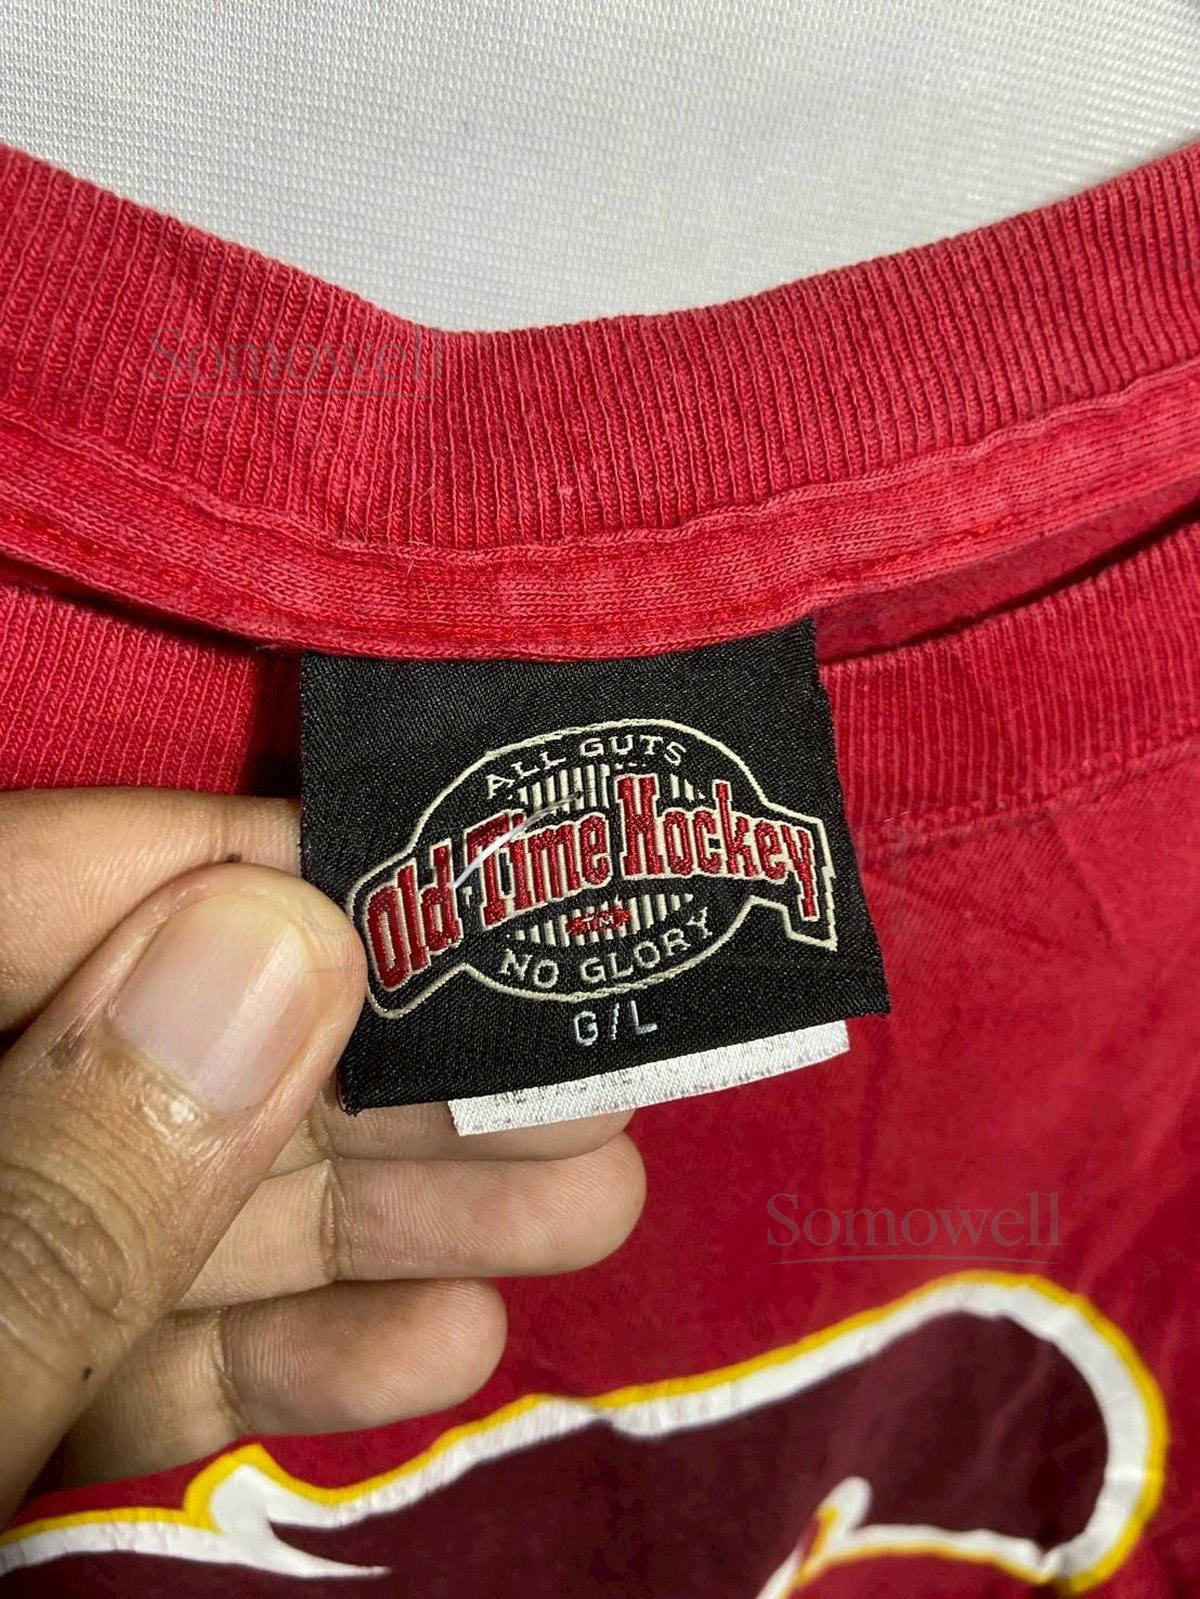 Somowell
ALL GUTS
Old Time Hockey
NO GLORY
G/L
Somowell